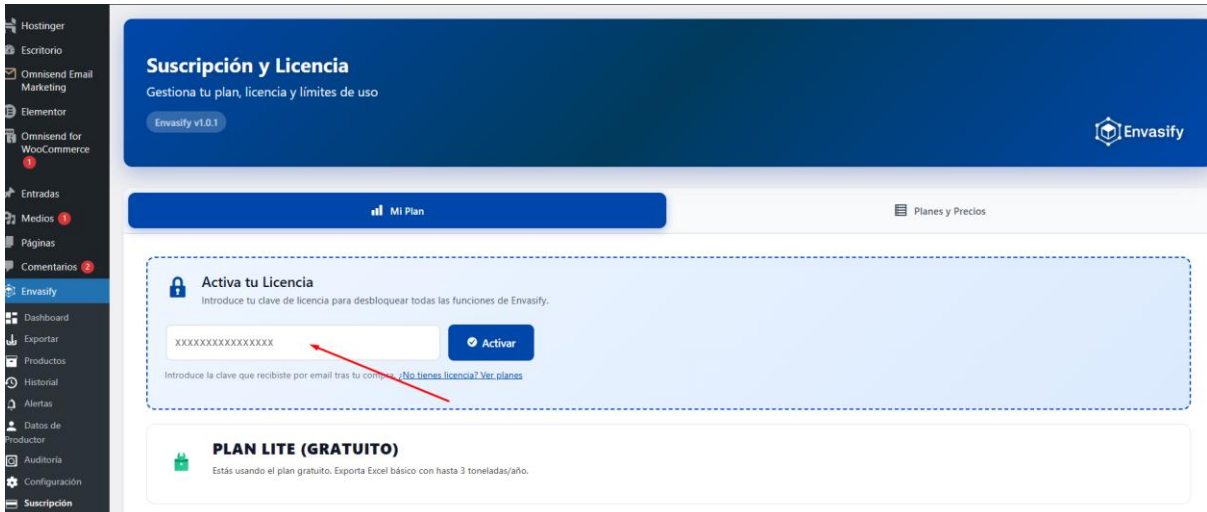 Hostinger
Escritorio
Omnisend Email
Marketing
Elementor
Omnisend for
WooCommerce
1
Entradas
Medios 1
Páginas
Comentarios 2
Envasify
Dashboard
Exportar
Productos
Historial
Alertas
Datos de
Productor
Auditoría
Configuración
Suscripción
Suscripción y Licencia
Gestiona tu plan, licencia y límites de uso
Envasify v1.0.1
Envasify
Mi Plan
Planes y Precios
Activa tu Licencia
Introduce tu clave de licencia para desbloquear todas las funciones de Envasify.
XXXXXXXXXXXXXXXX
Activar
Introduce la clave que recibiste por email tras tu compra. ¿No tienes licencia? Ver planes
PLAN LITE (GRATUITO)
Estás usando el plan gratuito. Exporta Excel básico con hasta 3 toneladas/año.